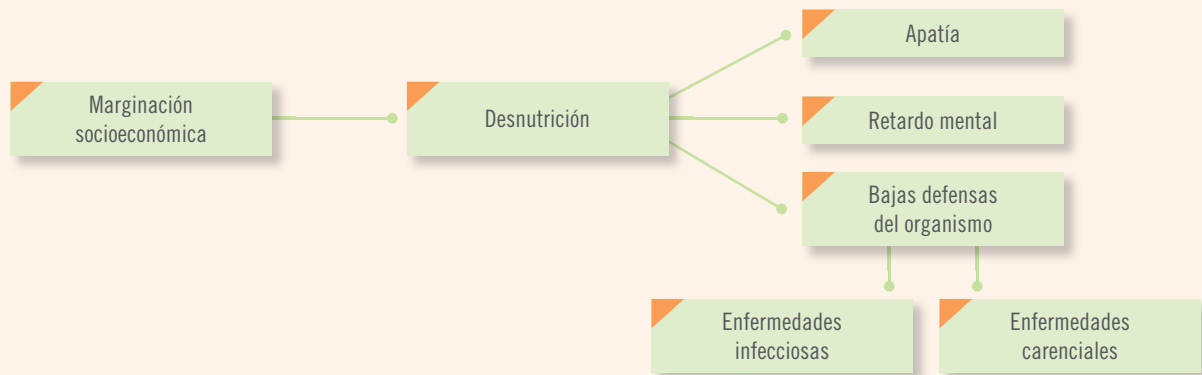 Marginación
socioeconómica
Desnutrición
Apatía
Retardo mental
Bajas defensas
del organismo
Enfermedades
infecciosas
Enfermedades
carenciales